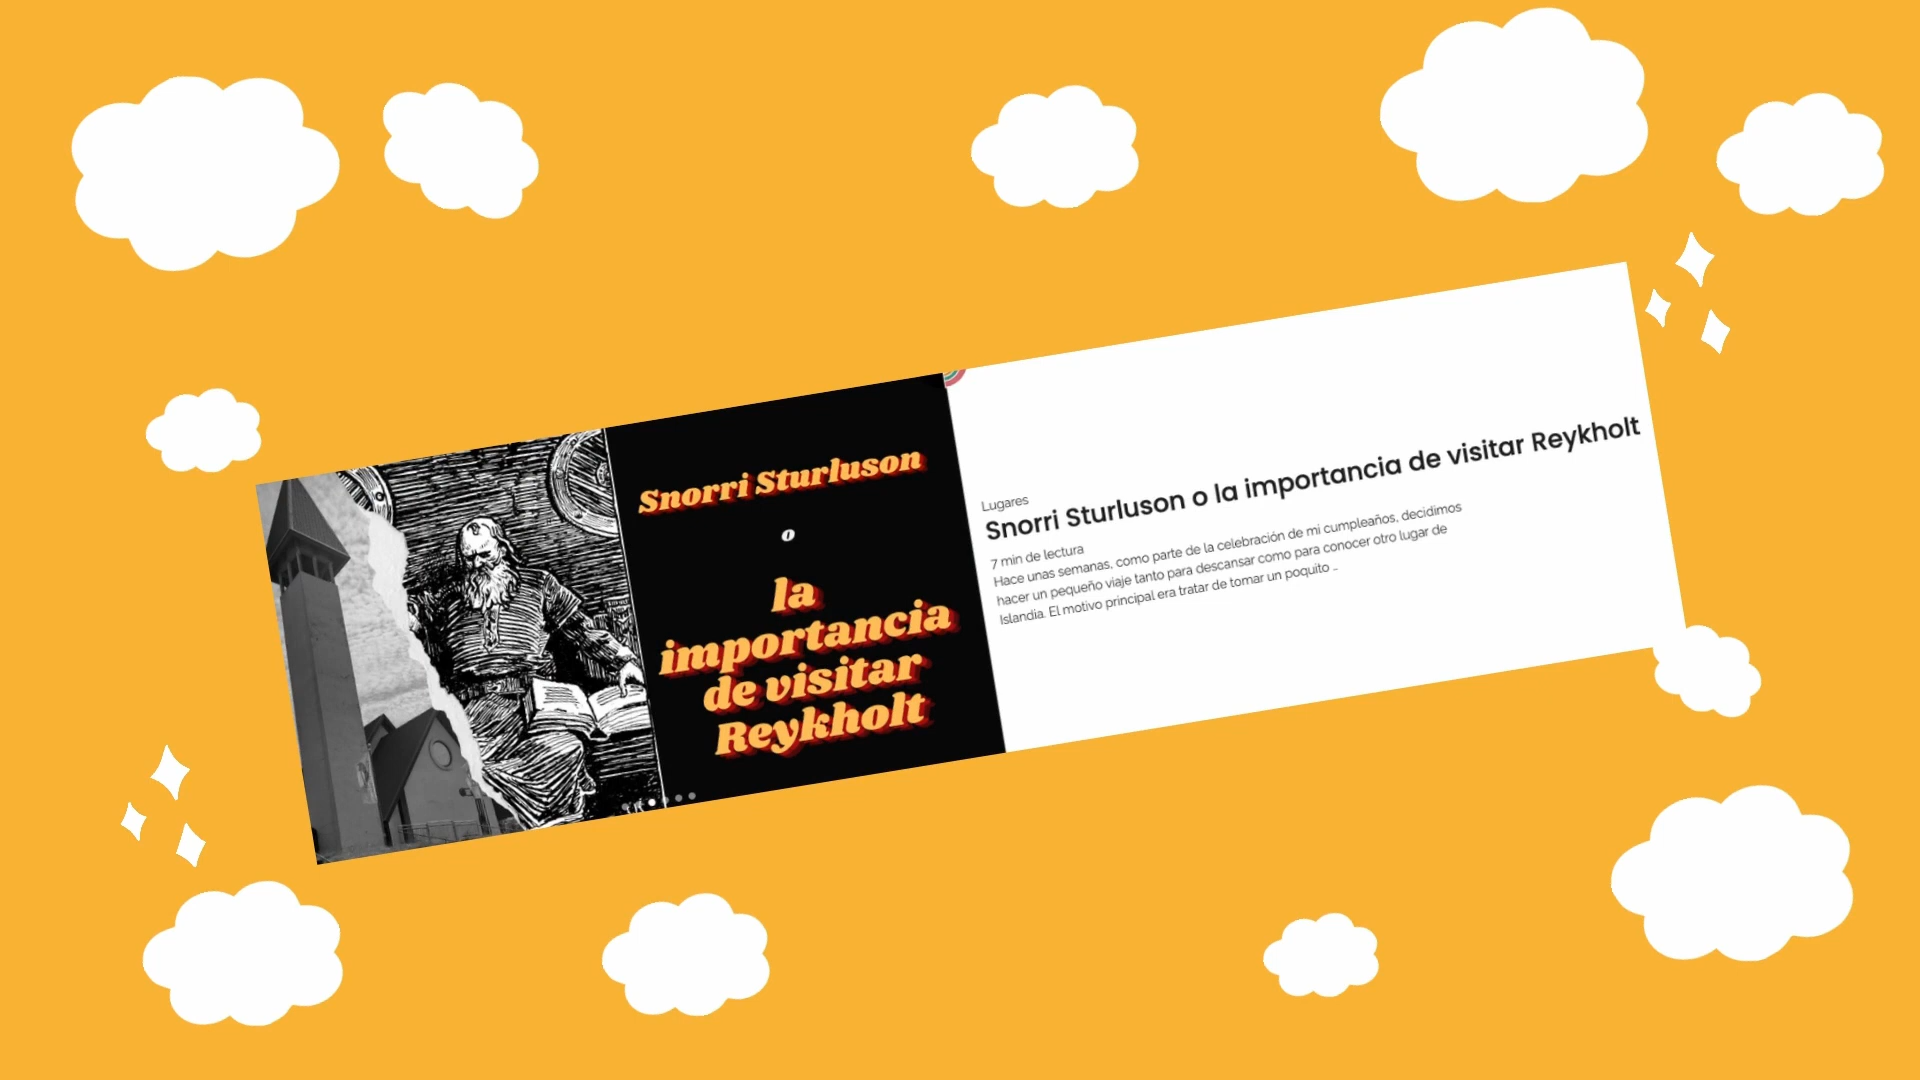 Snorri Sturluson
o
la
importancia
de visitar
Reykholt
Lugares
Snorri Sturluson o la importancia de visitar Reykholt
7 min de lectura
Hace unas semanas, como parte de la celebración de mi cumpleaños, decidimos
hacer un pequeño viaje tanto para descansar como para conocer otro lugar de
Islandia. El motivo principal era tratar de tomar un poquito ...